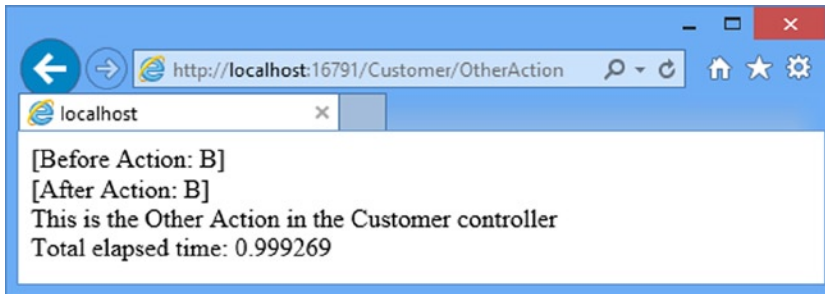 http://localhost:16791/Customer/OtherAction
localhost
[Before Action: B]
[After Action: B]
This is the Other Action in the Customer controller
Total elapsed time: 0.999269